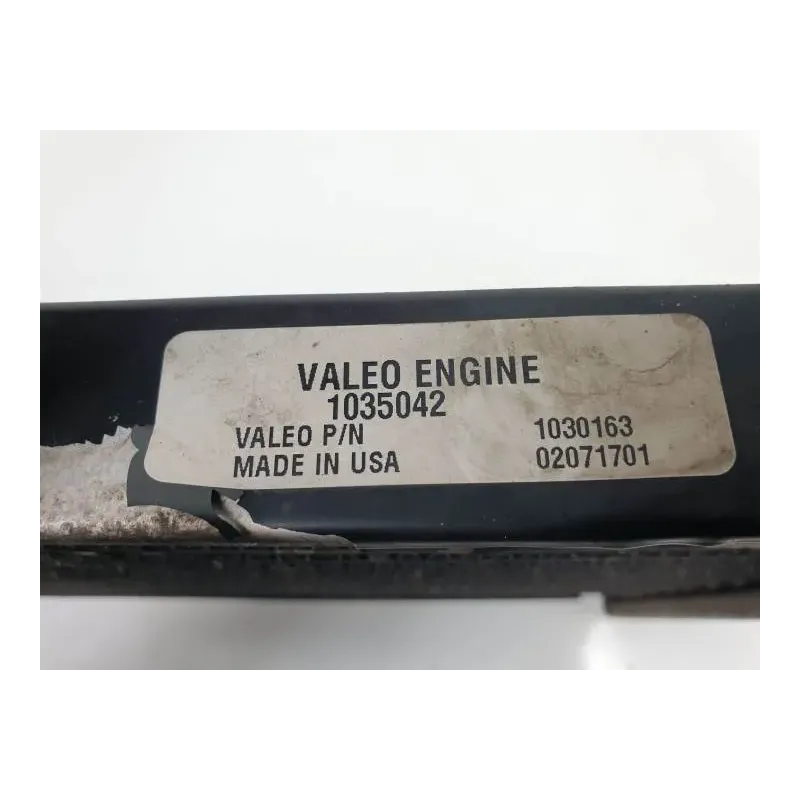 VALEO ENGINE
1035042
VALEO P/N 1030163
MADE IN USA 02071701